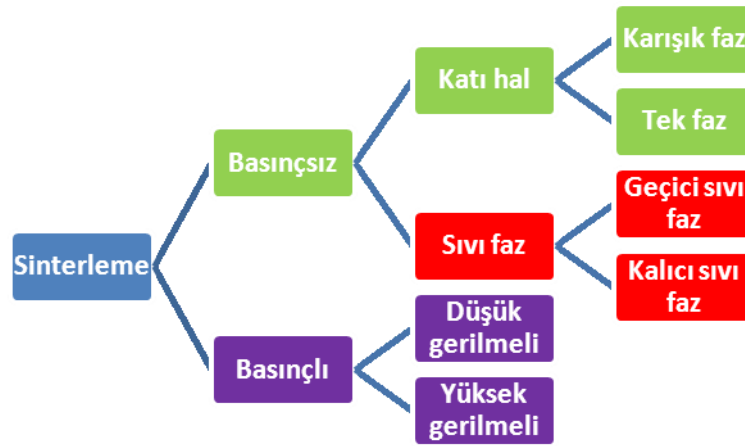 Sinterleme
Basınçsız
Katı hal
Karışık faz
Tek faz
Sıvı faz
Geçici sıvı
faz
Kalıcı sıvı
faz
Basınçlı
Düşük
gerilmeli
Yüksek
gerilmeli